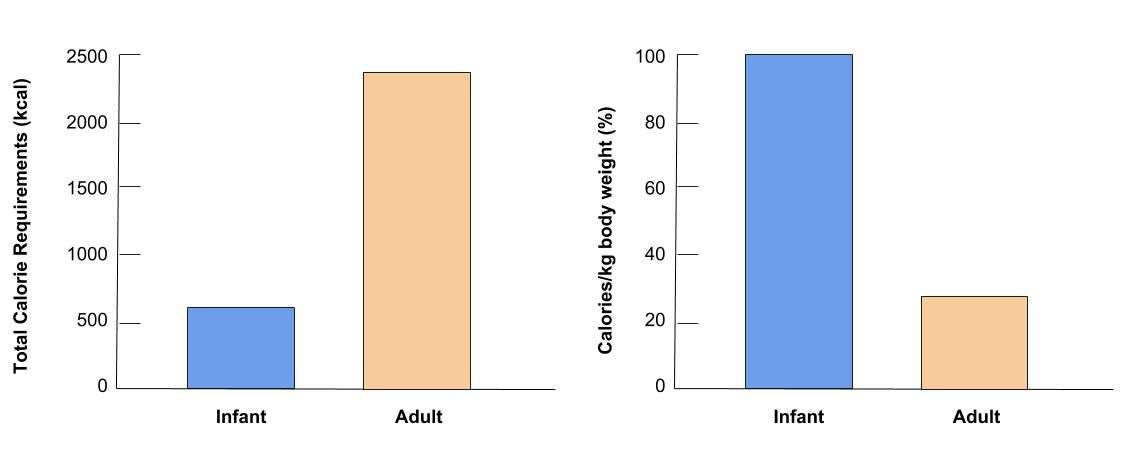 Total Calorie Requirements (kcal)
2500
2000
1500
1000
500
0
Infant
Adult
Calories/kg body weight (%)
100
80
60
40
20
0
Infant
Adult